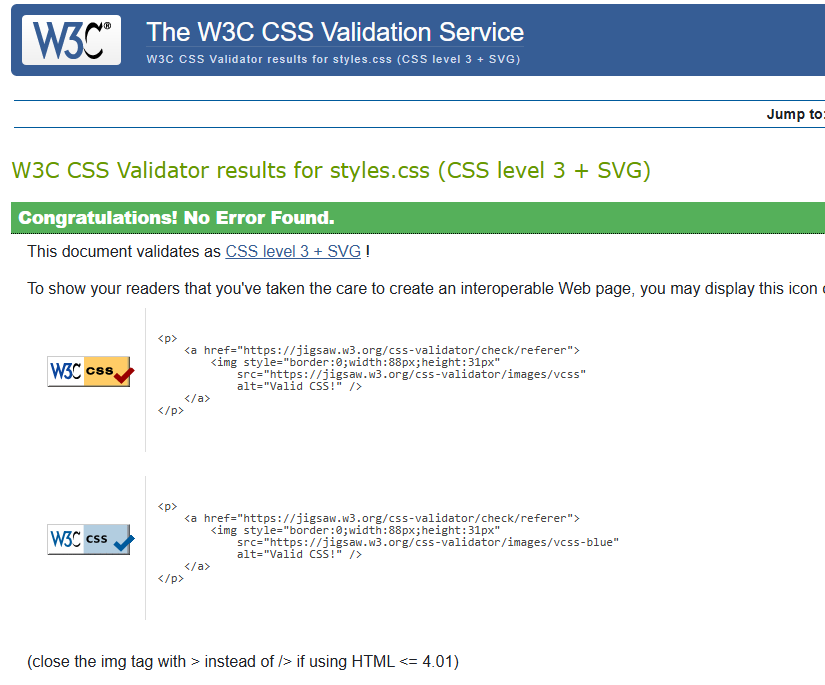 W3C®
The W3C CSS Validation Service
W3C CSS Validator results for styles.css (CSS level 3 + SVG)
Jump to:
W3C CSS Validator results for styles.css (CSS level 3 + SVG)
Congratulations! No Error Found.
This document validates as CSS level 3 + SVG !
To show your readers that you've taken the care to create an interoperable Web page, you may display this icon
<p>
<a href="https://jigsaw.w3.org/css-validator/check/referer">
<img style="border:0;width:88px;height:31px"
src="https://jigsaw.w3.org/css-validator/images/vcss"
alt="Valid CSS!" />
</a>
</p>
W3C css
<p>
<a href="https://jigsaw.w3.org/css-validator/check/referer">
<img style="border:0;width:88px;height:31px"
src="https://jigsaw.w3.org/css-validator/images/vcss-blue"
alt="Valid CSS!" />
</a>
</p>
W3C css
(close the img tag with > instead of /> if using HTML <= 4.01)